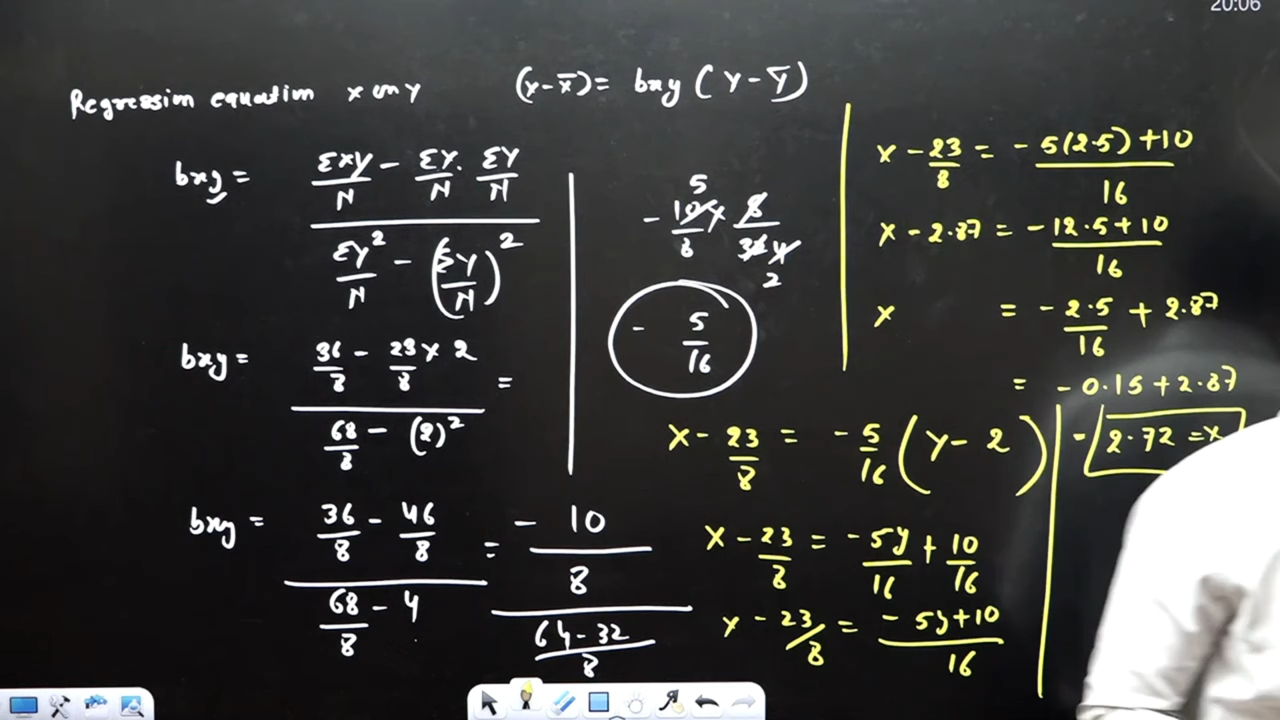 20:06
Regression equation x on y (x-x̄)= bxy (Y-Ȳ)
bxy = (ΣXY/N - ΣY/N . ΣY/N) / (ΣY²/N - (ΣY/N)²)
bxy = (36/8 - 23/8 x 2) / (68/8 - (2)²) =
bxy = (36/8 - 46/8) / (68/8 - 4) = (-10/8) / ((64-32)/8)
5
- 10/8 x 8/32 4
2
- 5/16
x - 23/8 = -5/16 (y-2)
x - 23/8 = -5y/16 + 10/16
x - 23/8 = (-5y+10)/16
x - 23/8 = (-5(2.5)+10)/16
x - 2.87 = (-12.5+10)/16
x = -2.5/16 + 2.87
= -0.15+2.87
- 2.72 =x